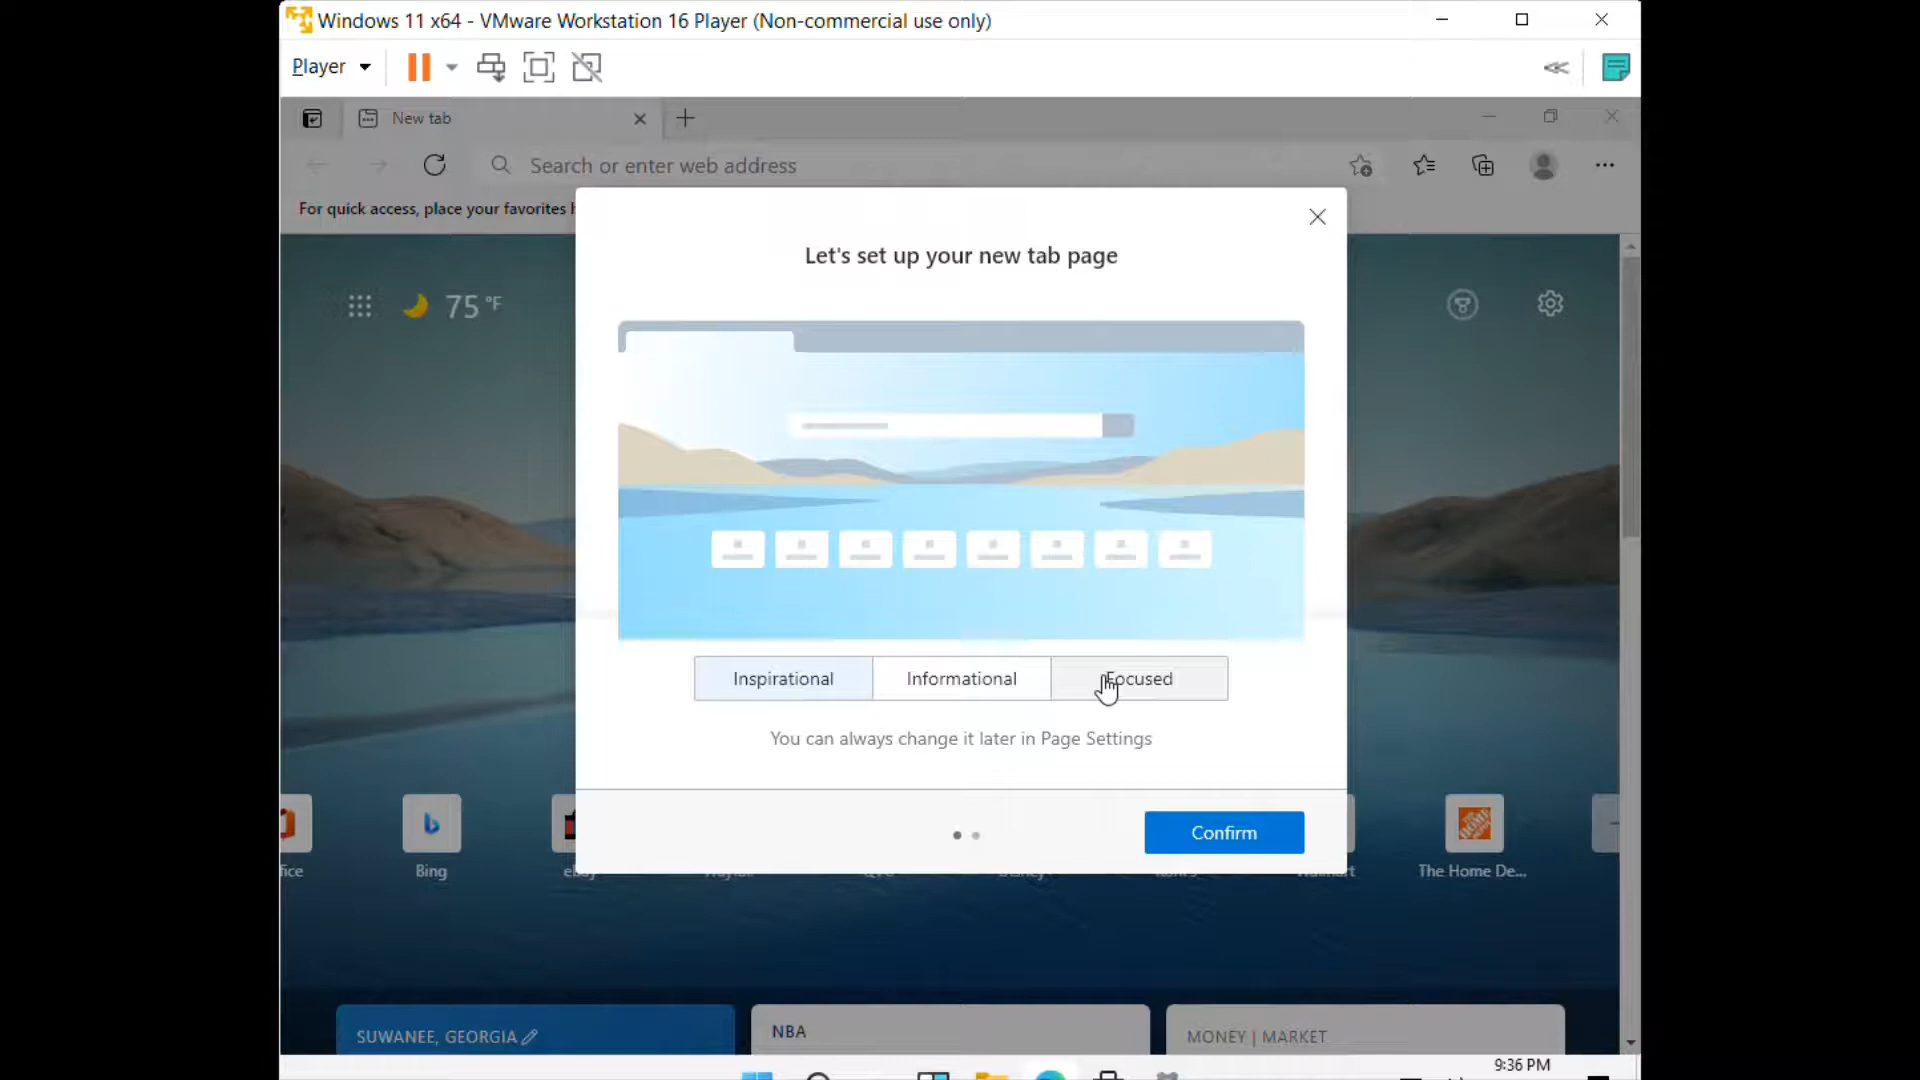 Windows 11 x64 - VMware Workstation 16 Player (Non-commercial use only)
Player
New tab
Search or enter web address
For quick access, place your favorites
Let's set up your new tab page
75 °F
Inspirational
Informational
Focused
You can always change it later in Page Settings
Confirm
Bing
The Home De...
SUWANEE, GEORGIA
NBA
MONEY | MARKET
9:36 PM